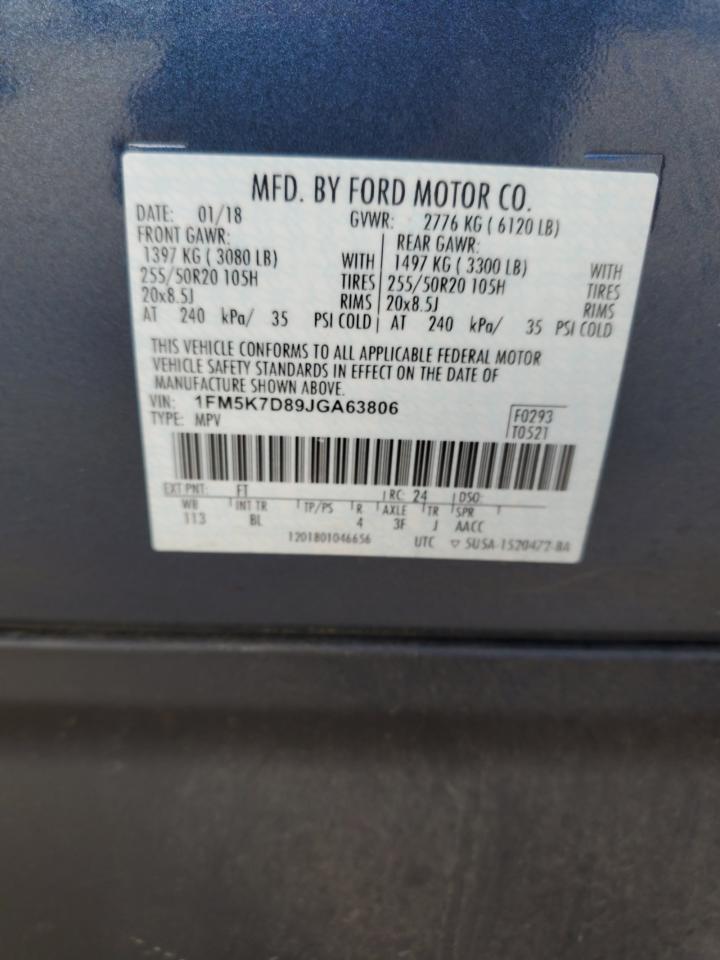 MFD. BY FORD MOTOR CO.
DATE: 01/18 GVWR: 2776 KG ( 6120 LB)
FRONT GAWR: REAR GAWR:
1397 KG ( 3080 LB) WITH 1497 KG ( 3300 LB) WITH
255/50R20 105H TIRES 255/50R20 105H TIRES
20x8.5J RIMS 20x8.5J RIMS
AT 240 kPa/ 35 PSI COLD AT 240 kPa/ 35 PSI COLD
THIS VEHICLE CONFORMS TO ALL APPLICABLE FEDERAL MOTOR
VEHICLE SAFETY STANDARDS IN EFFECT ON THE DATE OF
MANUFACTURE SHOWN ABOVE.
VIN: 1FM5K7D89JGA63806 F0293
TYPE: MPV T0521
EXT PNT: FT RC: 24 DSO:
WB INT TR TP/PS R AXLE TR SPR
113 BL 4 3F J AACC
1201801046656 UTC ▽ 5USA-1520472-BA